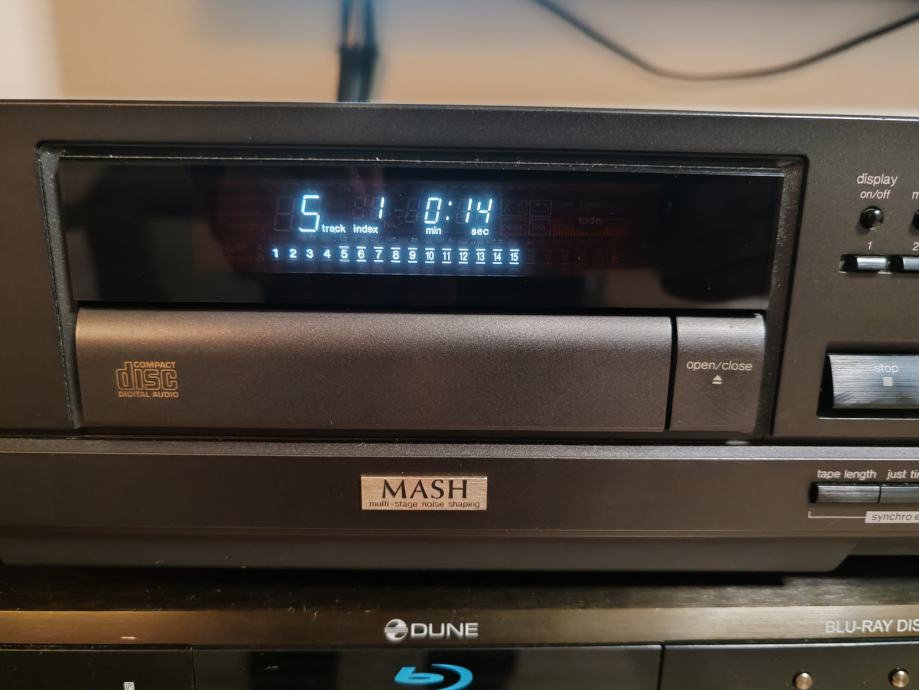 display
on/off
5 track 1 index 0:14 min sec
fade
1 2 3 4 5 6 7 8 9 10 11 12 13 14 15
1 2
COMPACT
disc
DIGITAL AUDIO
open/close
stop
MASH
multi-stage noise shaping
tape length just
synchro
DUNE
BLU-RAY